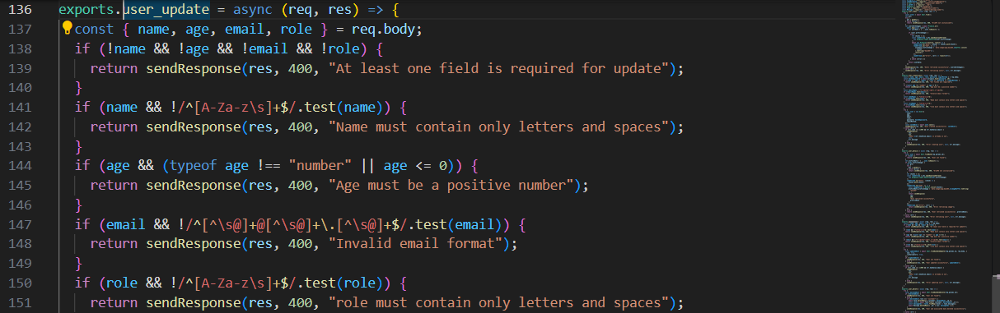 136 exports.user_update = async (req, res) => {
137 const { name, age, email, role } = req.body;
138 if (!name && !age && !email && !role) {
139 return sendResponse(res, 400, "At least one field is required for update");
140 }
141 if (name && !/^[A-Za-z\s]+$/.test(name)) {
142 return sendResponse(res, 400, "Name must contain only letters and spaces");
143 }
144 if (age && (typeof age !== "number" || age <= 0)) {
145 return sendResponse(res, 400, "Age must be a positive number");
146 }
147 if (email && !/^[^\s@]+@[^\s@]+\.[^\s@]+$/.test(email)) {
148 return sendResponse(res, 400, "Invalid email format");
149 }
150 if (role && !/^[A-Za-z\s]+$/.test(role)) {
151 return sendResponse(res, 400, "role must contain only letters and spaces");